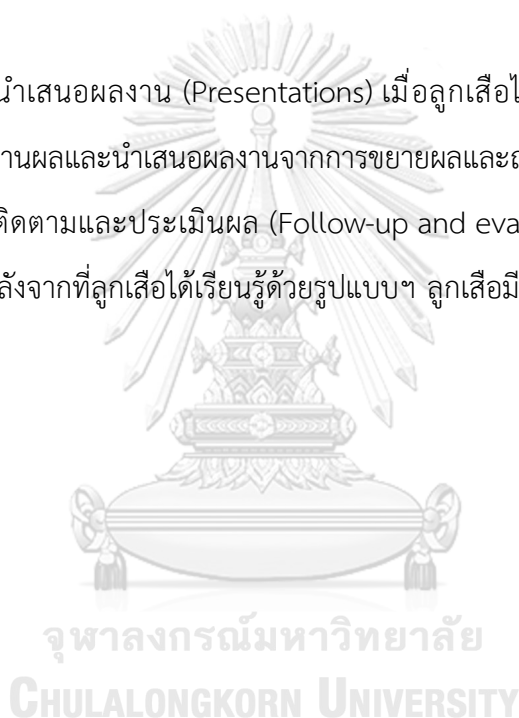 นำเสนอผลงาน (Presentations) เมื่อลูกเสือไ
านผลและนำเสนอผลงานจากการขยายผลและถ
ติดตามและประเมินผล (Follow-up and eva
ลังจากที่ลูกเสือได้เรียนรู้ด้วยรูปแบบฯ ลูกเสือมี
จุฬาลงกรณ์มหาวิทยาลัย
CHULALONGKORN UNIVERSITY